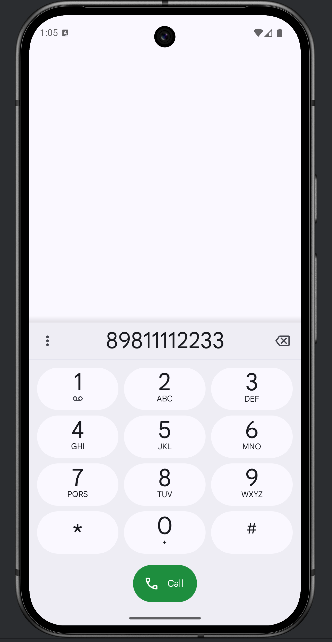 1:05
89811112233
1
2
ABC
3
DEF
4
GHI
5
JKL
6
MNO
7
PQRS
8
TUV
9
WXYZ
*
0
+
#
Call